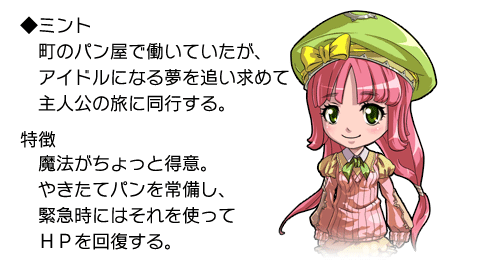 ◆ミント
町のパン屋で働いていたが、
アイドルになる夢を追い求めて
主人公の旅に同行する。
特徴
魔法がちょっと得意。
やきたてパンを常備し、
緊急時にはそれを使って
ＨＰを回復する。